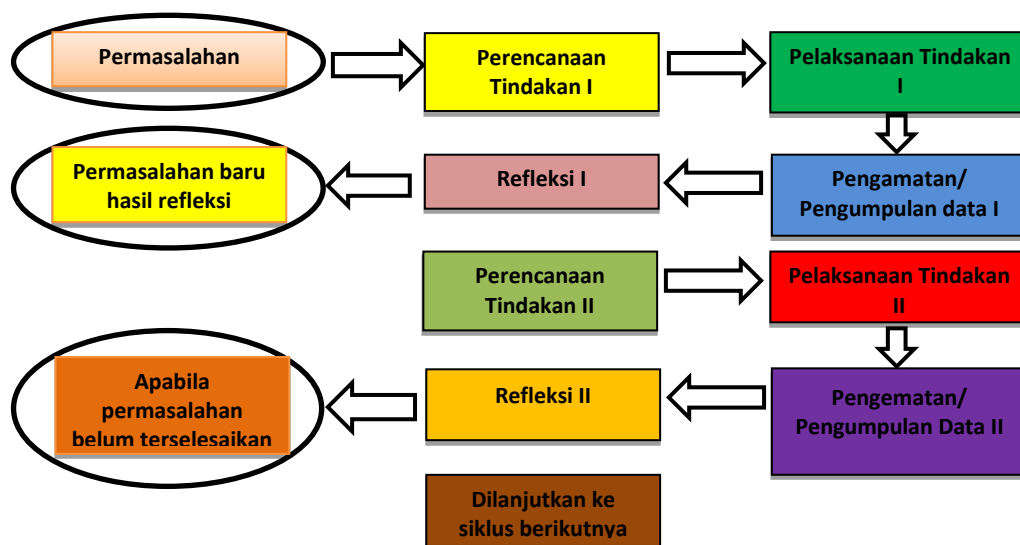 Permasalahan
Perencanaan
Tindakan I
Pelaksanaan Tindakan
I
Permasalahan baru
hasil refleksi
Refleksi I
Pengamatan/
Pengumpulan data I
Perencanaan
Tindakan II
Pelaksanaan Tindakan
II
Apabila
permasalahan
belum terselesaikan
Refleksi II
Pengematan/
Pengumpulan Data II
Dilanjutkan ke
siklus berikutnya